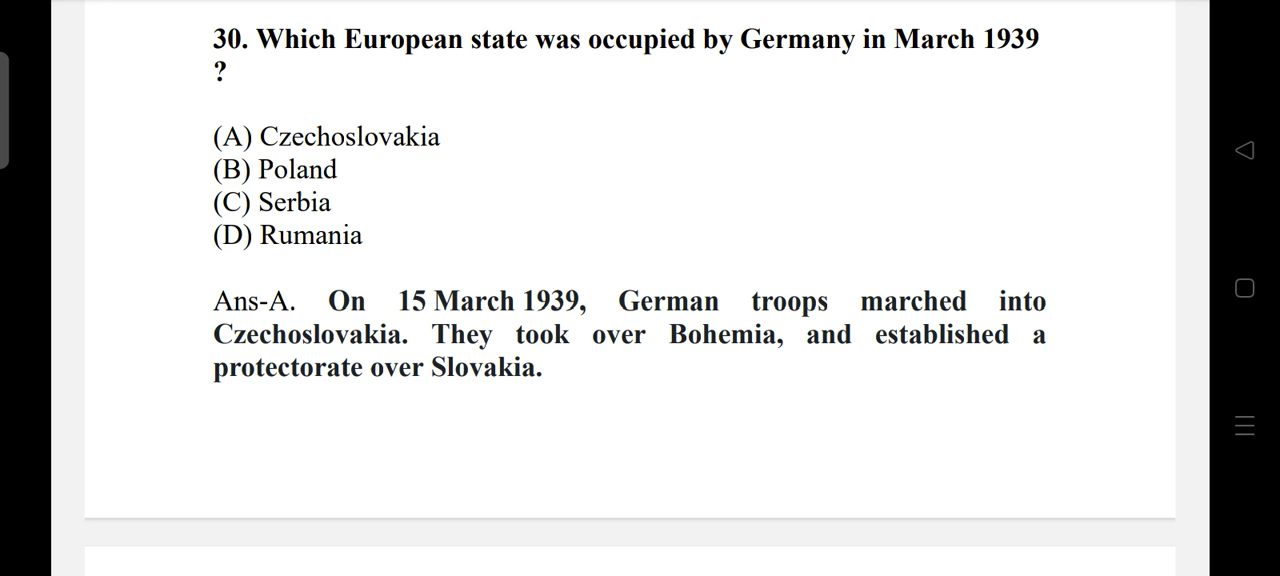 30. Which European state was occupied by Germany in March 1939
?
(A) Czechoslovakia
(B) Poland
(C) Serbia
(D) Rumania
Ans-A. On 15 March 1939, German troops marched into
Czechoslovakia. They took over Bohemia, and established a
protectorate over Slovakia.